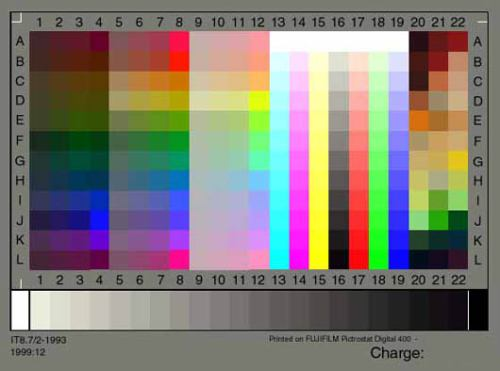 1 2 3 4 5 6 7 8 9 10 11 12 13 14 15 16 17 18 19 20 21 22
A A
B B
C C
D D
E E
F F
G G
H H
I I
J J
K K
L L
1 2 3 4 5 6 7 8 9 10 11 12 13 14 15 16 17 18 19 20 21 22
IT8.7/2-1993 Printed on FUJIFILM Pictrostat Digital 400 -
1999:12 Charge: